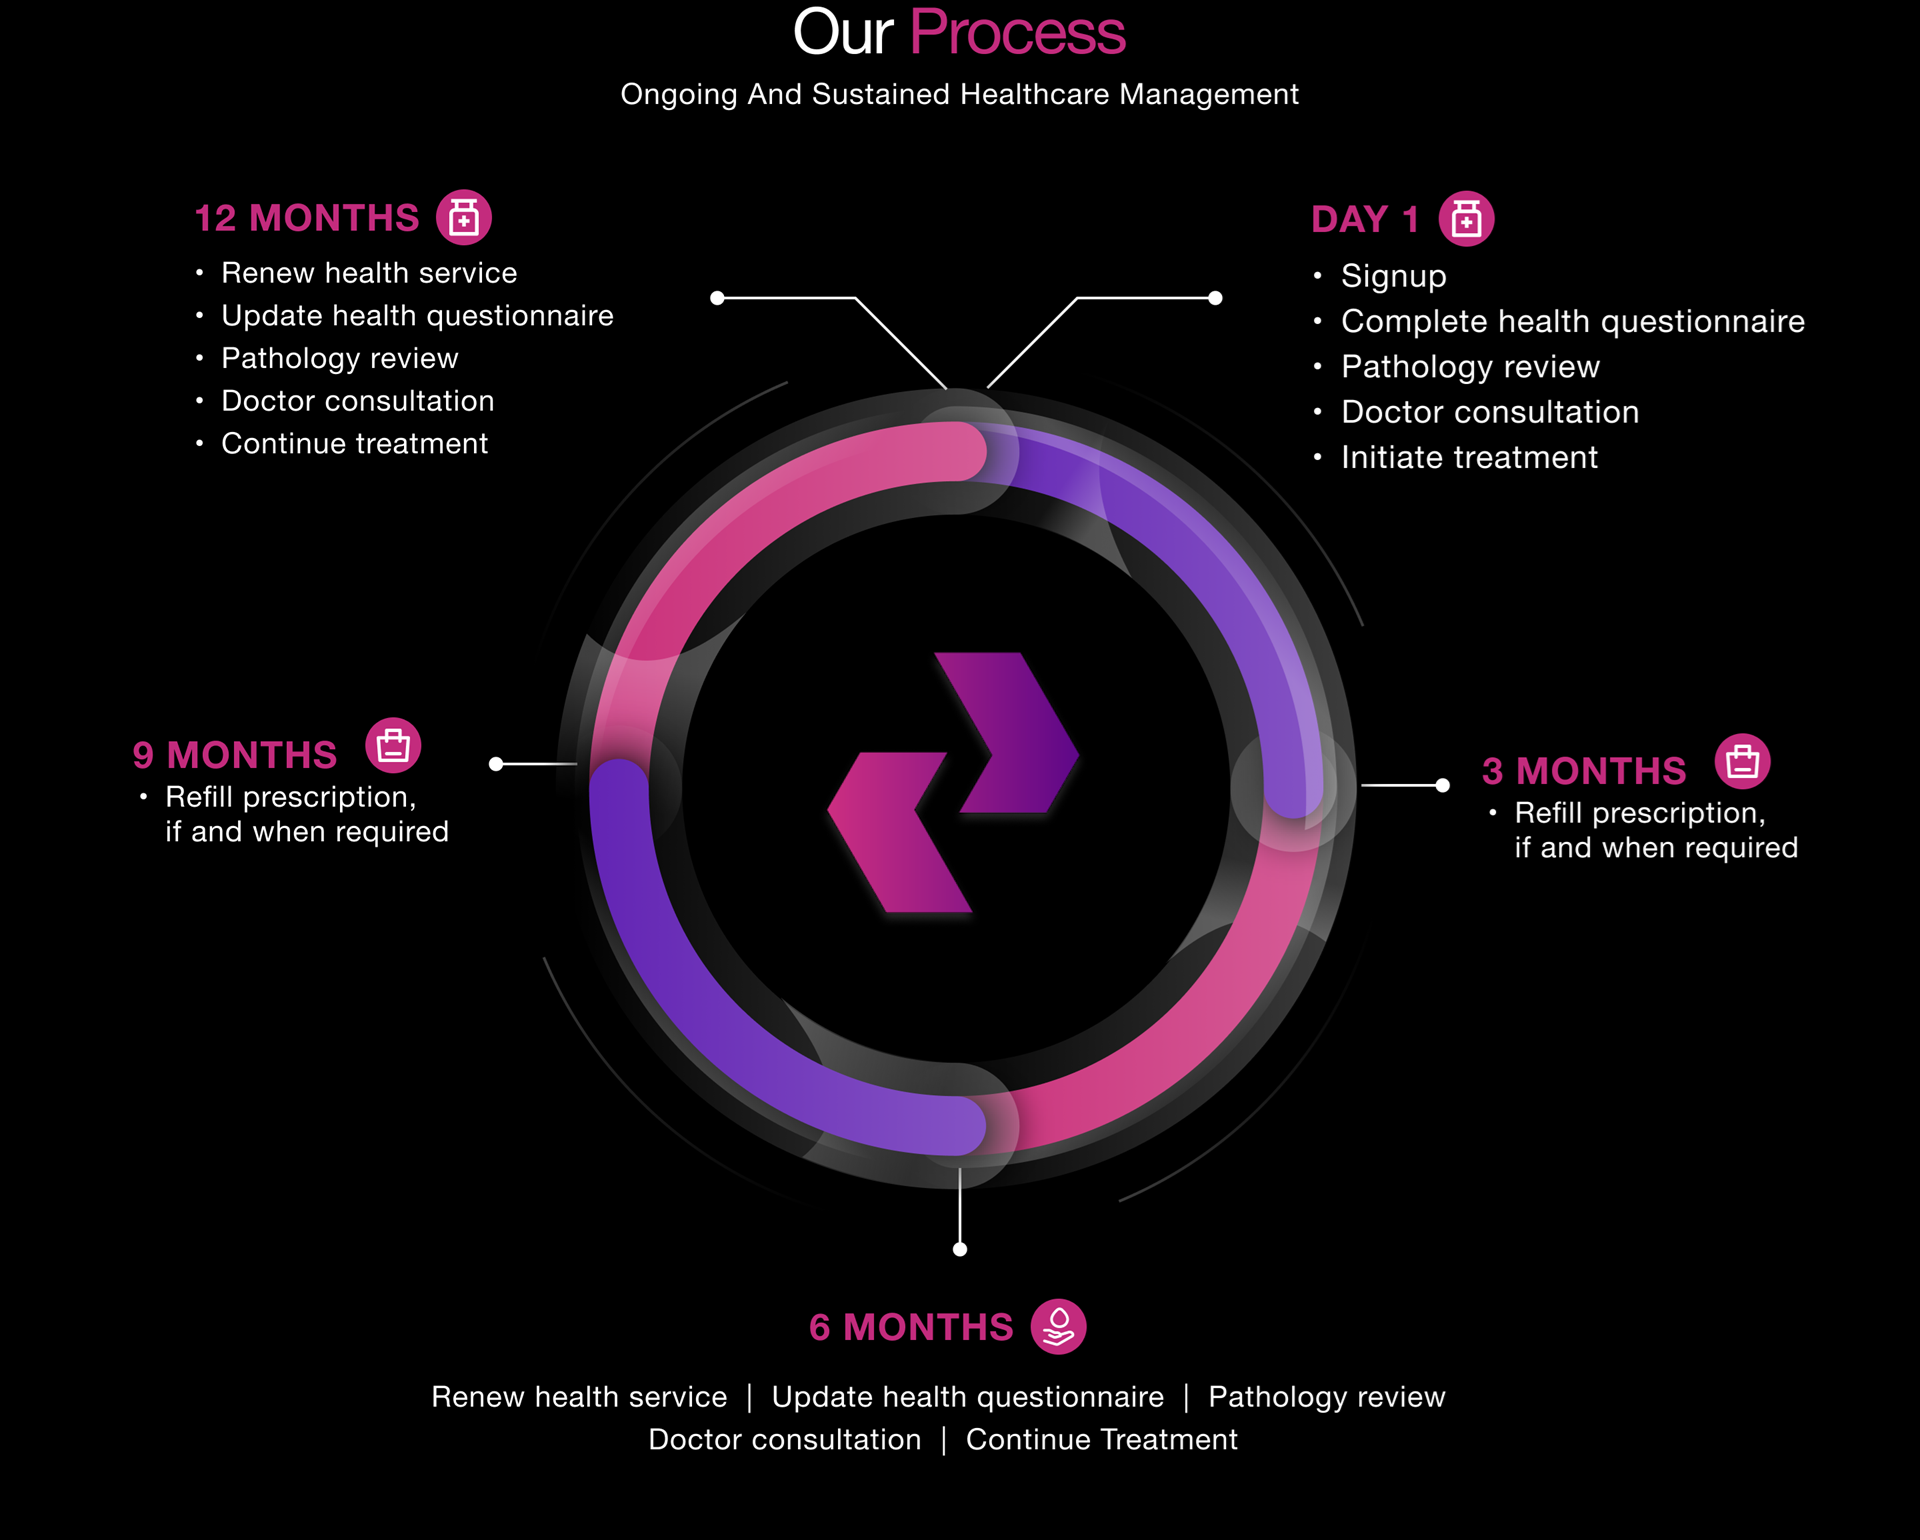 Our Process
Ongoing And Sustained Healthcare Management
12 MONTHS
• Renew health service
• Update health questionnaire
• Pathology review
• Doctor consultation
• Continue treatment
DAY 1
• Signup
• Complete health questionnaire
• Pathology review
• Doctor consultation
• Initiate treatment
9 MONTHS
• Refill prescription,
if and when required
3 MONTHS
• Refill prescription,
if and when required
6 MONTHS
Renew health service | Update health questionnaire | Pathology review
Doctor consultation | Continue Treatment